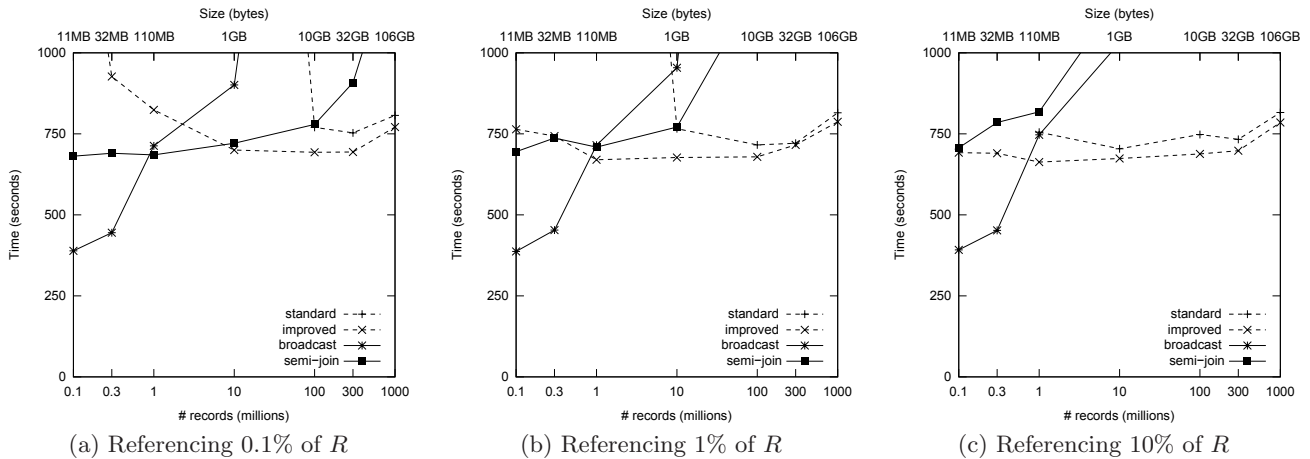 Size (bytes)
11MB 32MB 110MB 1GB 10GB 32GB 106GB
1000
750
500
250
0
Time (seconds)
standard
improved
broadcast
semi−join
0.1 0.3 1 10 100 300 1000
# records (millions)
(a) Referencing 0.1% of R
Size (bytes)
11MB 32MB 110MB 1GB 10GB 32GB 106GB
1000
750
500
250
0
Time (seconds)
standard
improved
broadcast
semi−join
0.1 0.3 1 10 100 300 1000
# records (millions)
(b) Referencing 1% of R
Size (bytes)
11MB 32MB 110MB 1GB 10GB 32GB 106GB
1000
750
500
250
0
Time (seconds)
standard
improved
broadcast
semi−join
0.1 0.3 1 10 100 300 1000
# records (millions)
(c) Referencing 10% of R